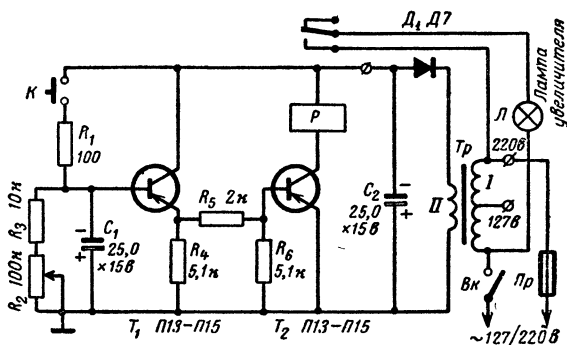 Д₁ Д7
К
R₁
100
Р
Лампа
увеличителя
Л
Тр
220в
I
II
127в
R₃ 10к
R₂ 100к
C₁
25,0
×15в
R₅ 2к
R₄
5,1к
R₆
5,1к
C₂
25,0
×15в
Вк
Пр
T₁ П13–П15
T₂ П13–П15
~127/220в